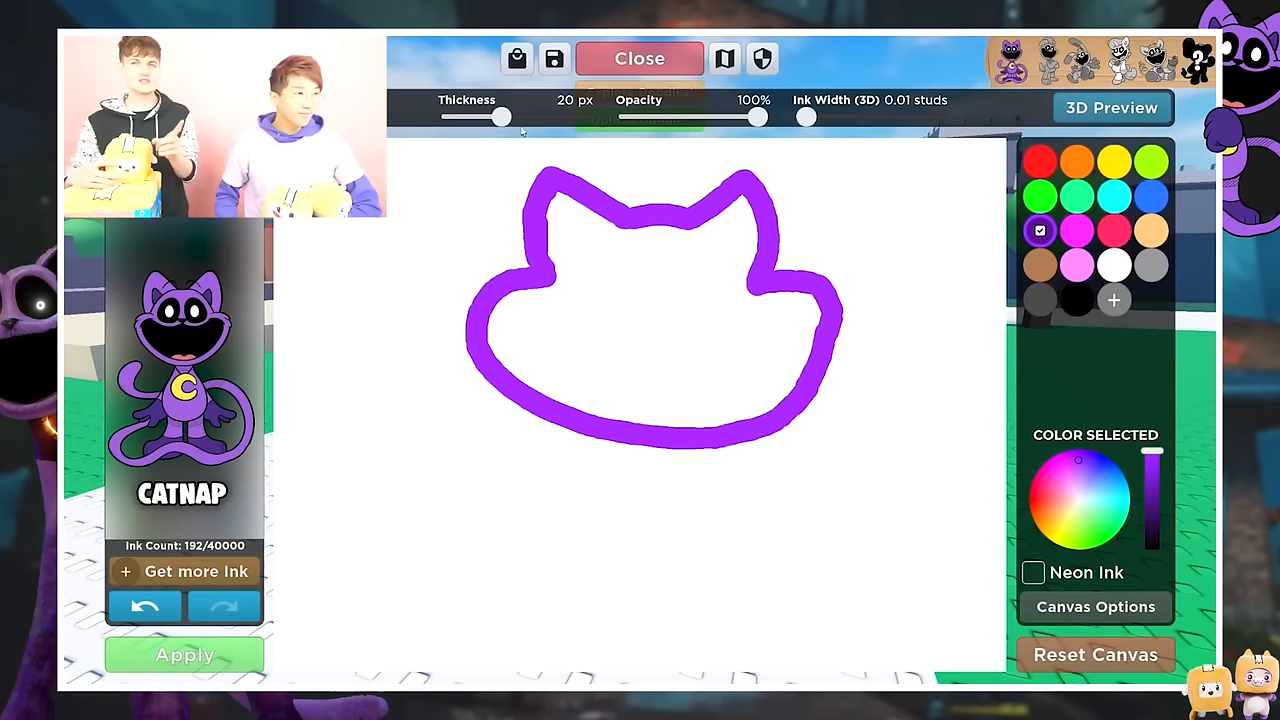 Close
Thickness 20 px Opacity 100% Ink Width (3D) 0.01 studs
3D Preview
C
CATNAP
Ink Count: 192/40000
+ Get more Ink
Apply
+
COLOR SELECTED
Neon Ink
Canvas Options
Reset Canvas
?